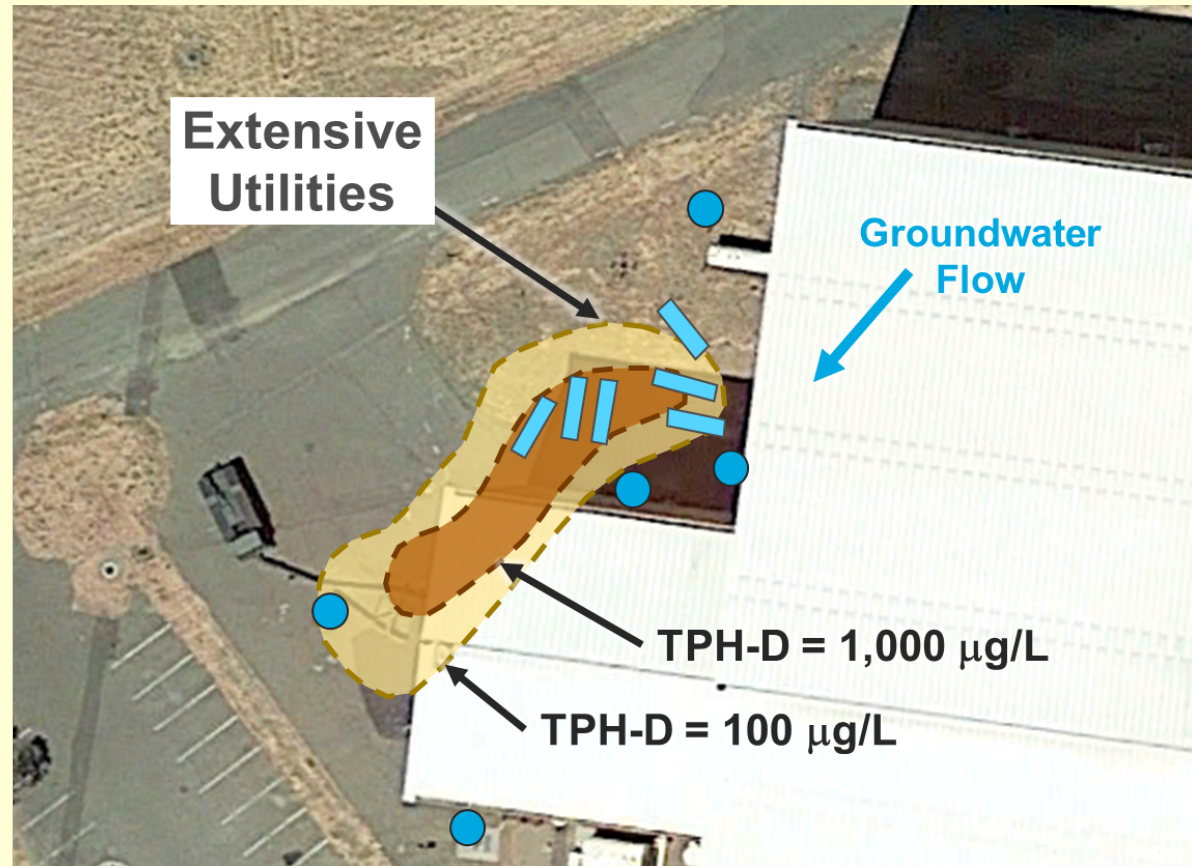 Extensive
Utilities
Groundwater
Flow
TPH-D = 1,000 µg/L
TPH-D = 100 µg/L